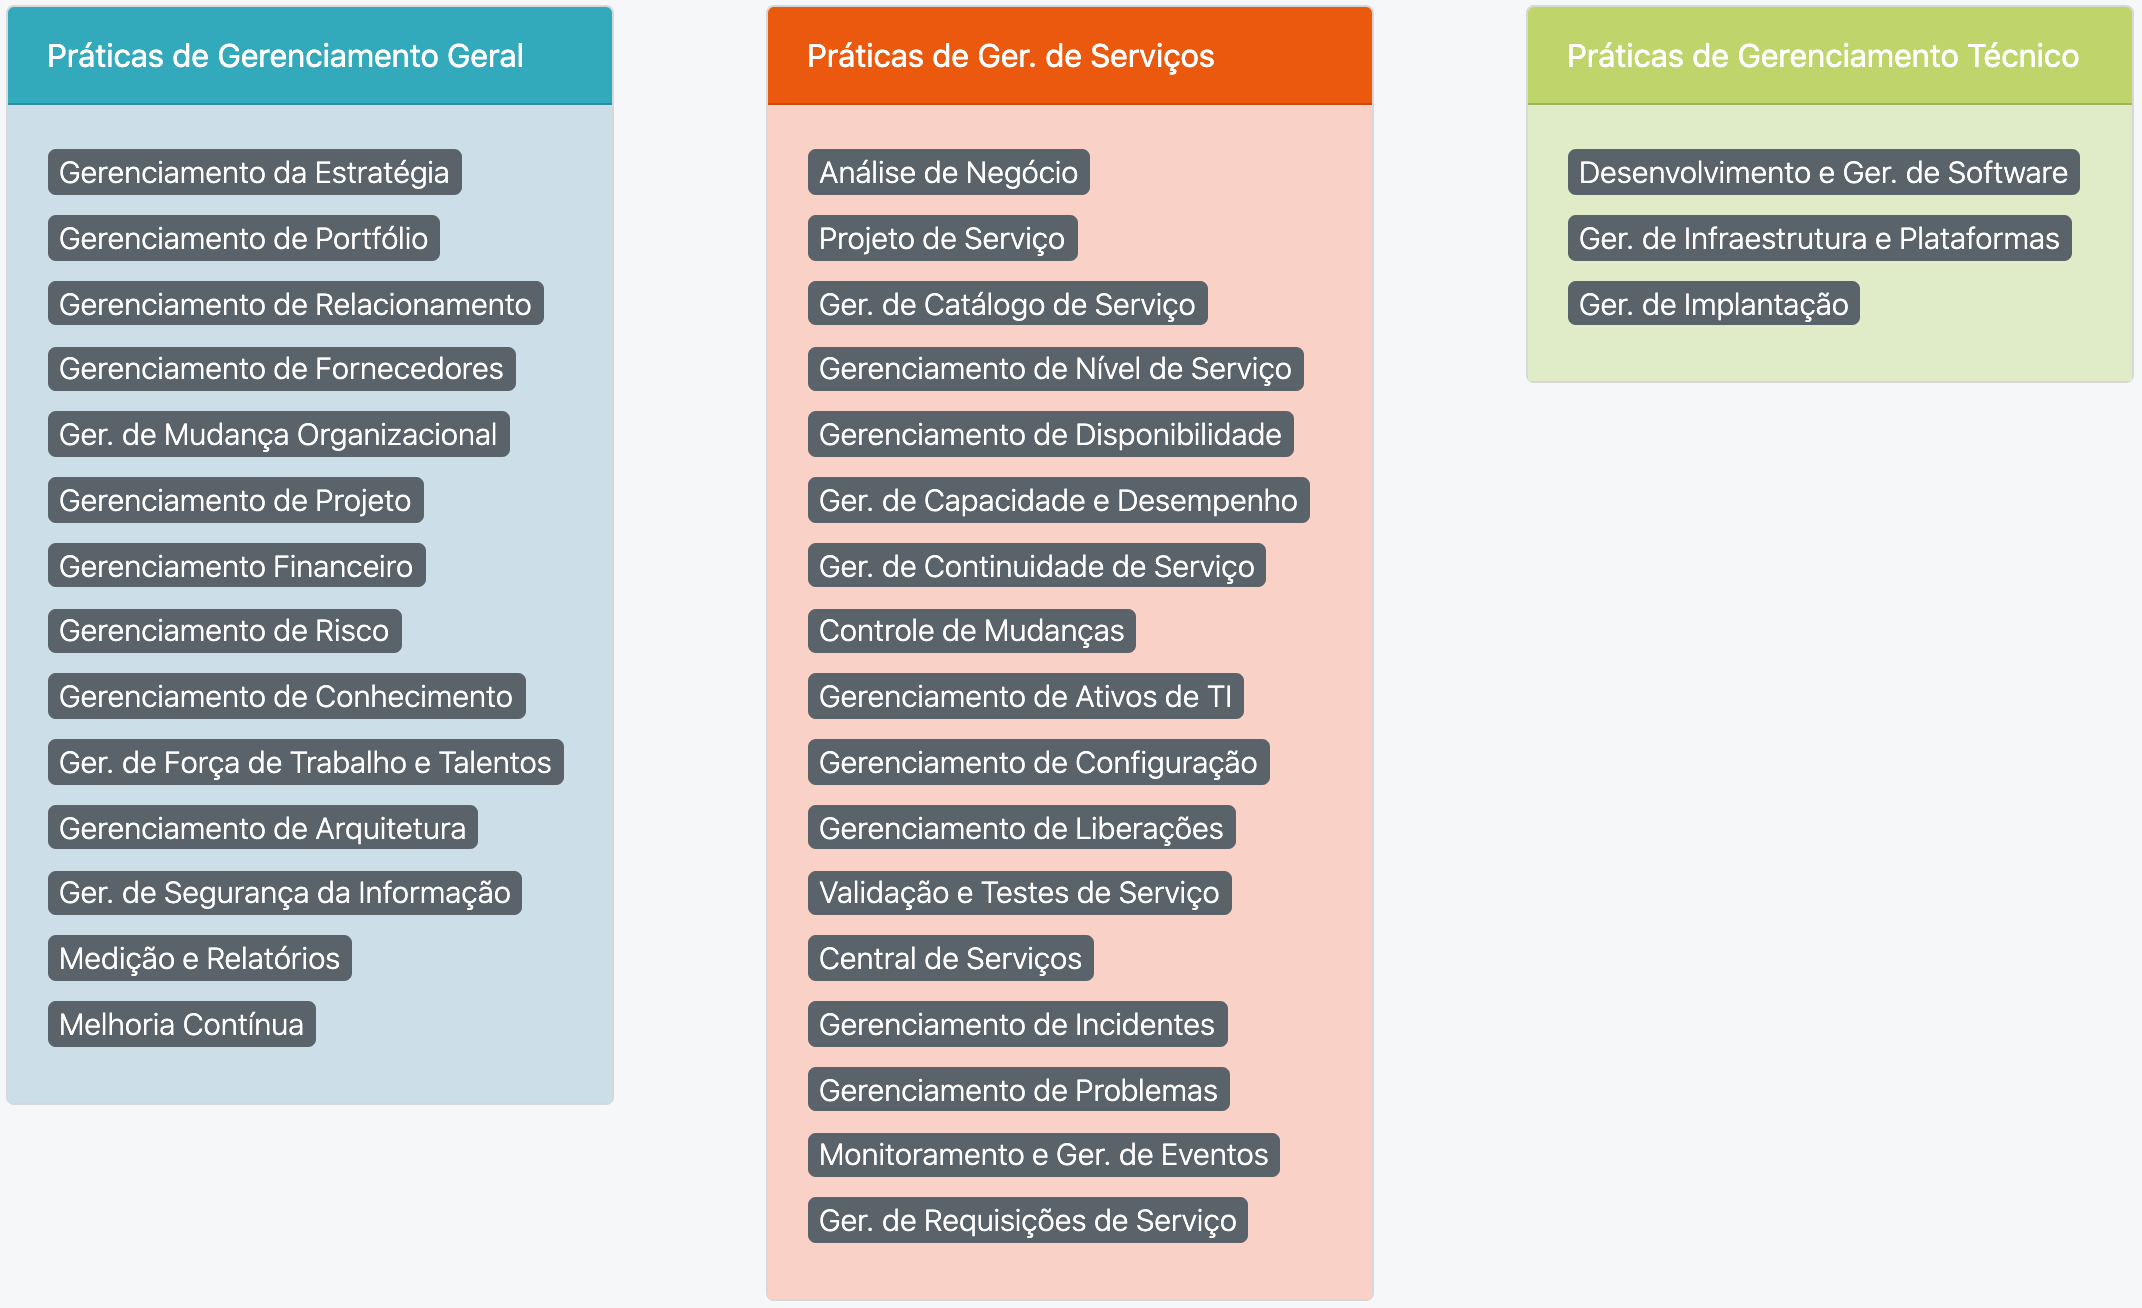 Práticas de Gerenciamento Geral
Gerenciamento da Estratégia
Gerenciamento de Portfólio
Gerenciamento de Relacionamento
Gerenciamento de Fornecedores
Ger. de Mudança Organizacional
Gerenciamento de Projeto
Gerenciamento Financeiro
Gerenciamento de Risco
Gerenciamento de Conhecimento
Ger. de Força de Trabalho e Talentos
Gerenciamento de Arquitetura
Ger. de Segurança da Informação
Medição e Relatórios
Melhoria Contínua
Práticas de Ger. de Serviços
Análise de Negócio
Projeto de Serviço
Ger. de Catálogo de Serviço
Gerenciamento de Nível de Serviço
Gerenciamento de Disponibilidade
Ger. de Capacidade e Desempenho
Ger. de Continuidade de Serviço
Controle de Mudanças
Gerenciamento de Ativos de TI
Gerenciamento de Configuração
Gerenciamento de Liberações
Validação e Testes de Serviço
Central de Serviços
Gerenciamento de Incidentes
Gerenciamento de Problemas
Monitoramento e Ger. de Eventos
Ger. de Requisições de Serviço
Práticas de Gerenciamento Técnico
Desenvolvimento e Ger. de Software
Ger. de Infraestrutura e Plataformas
Ger. de Implantação